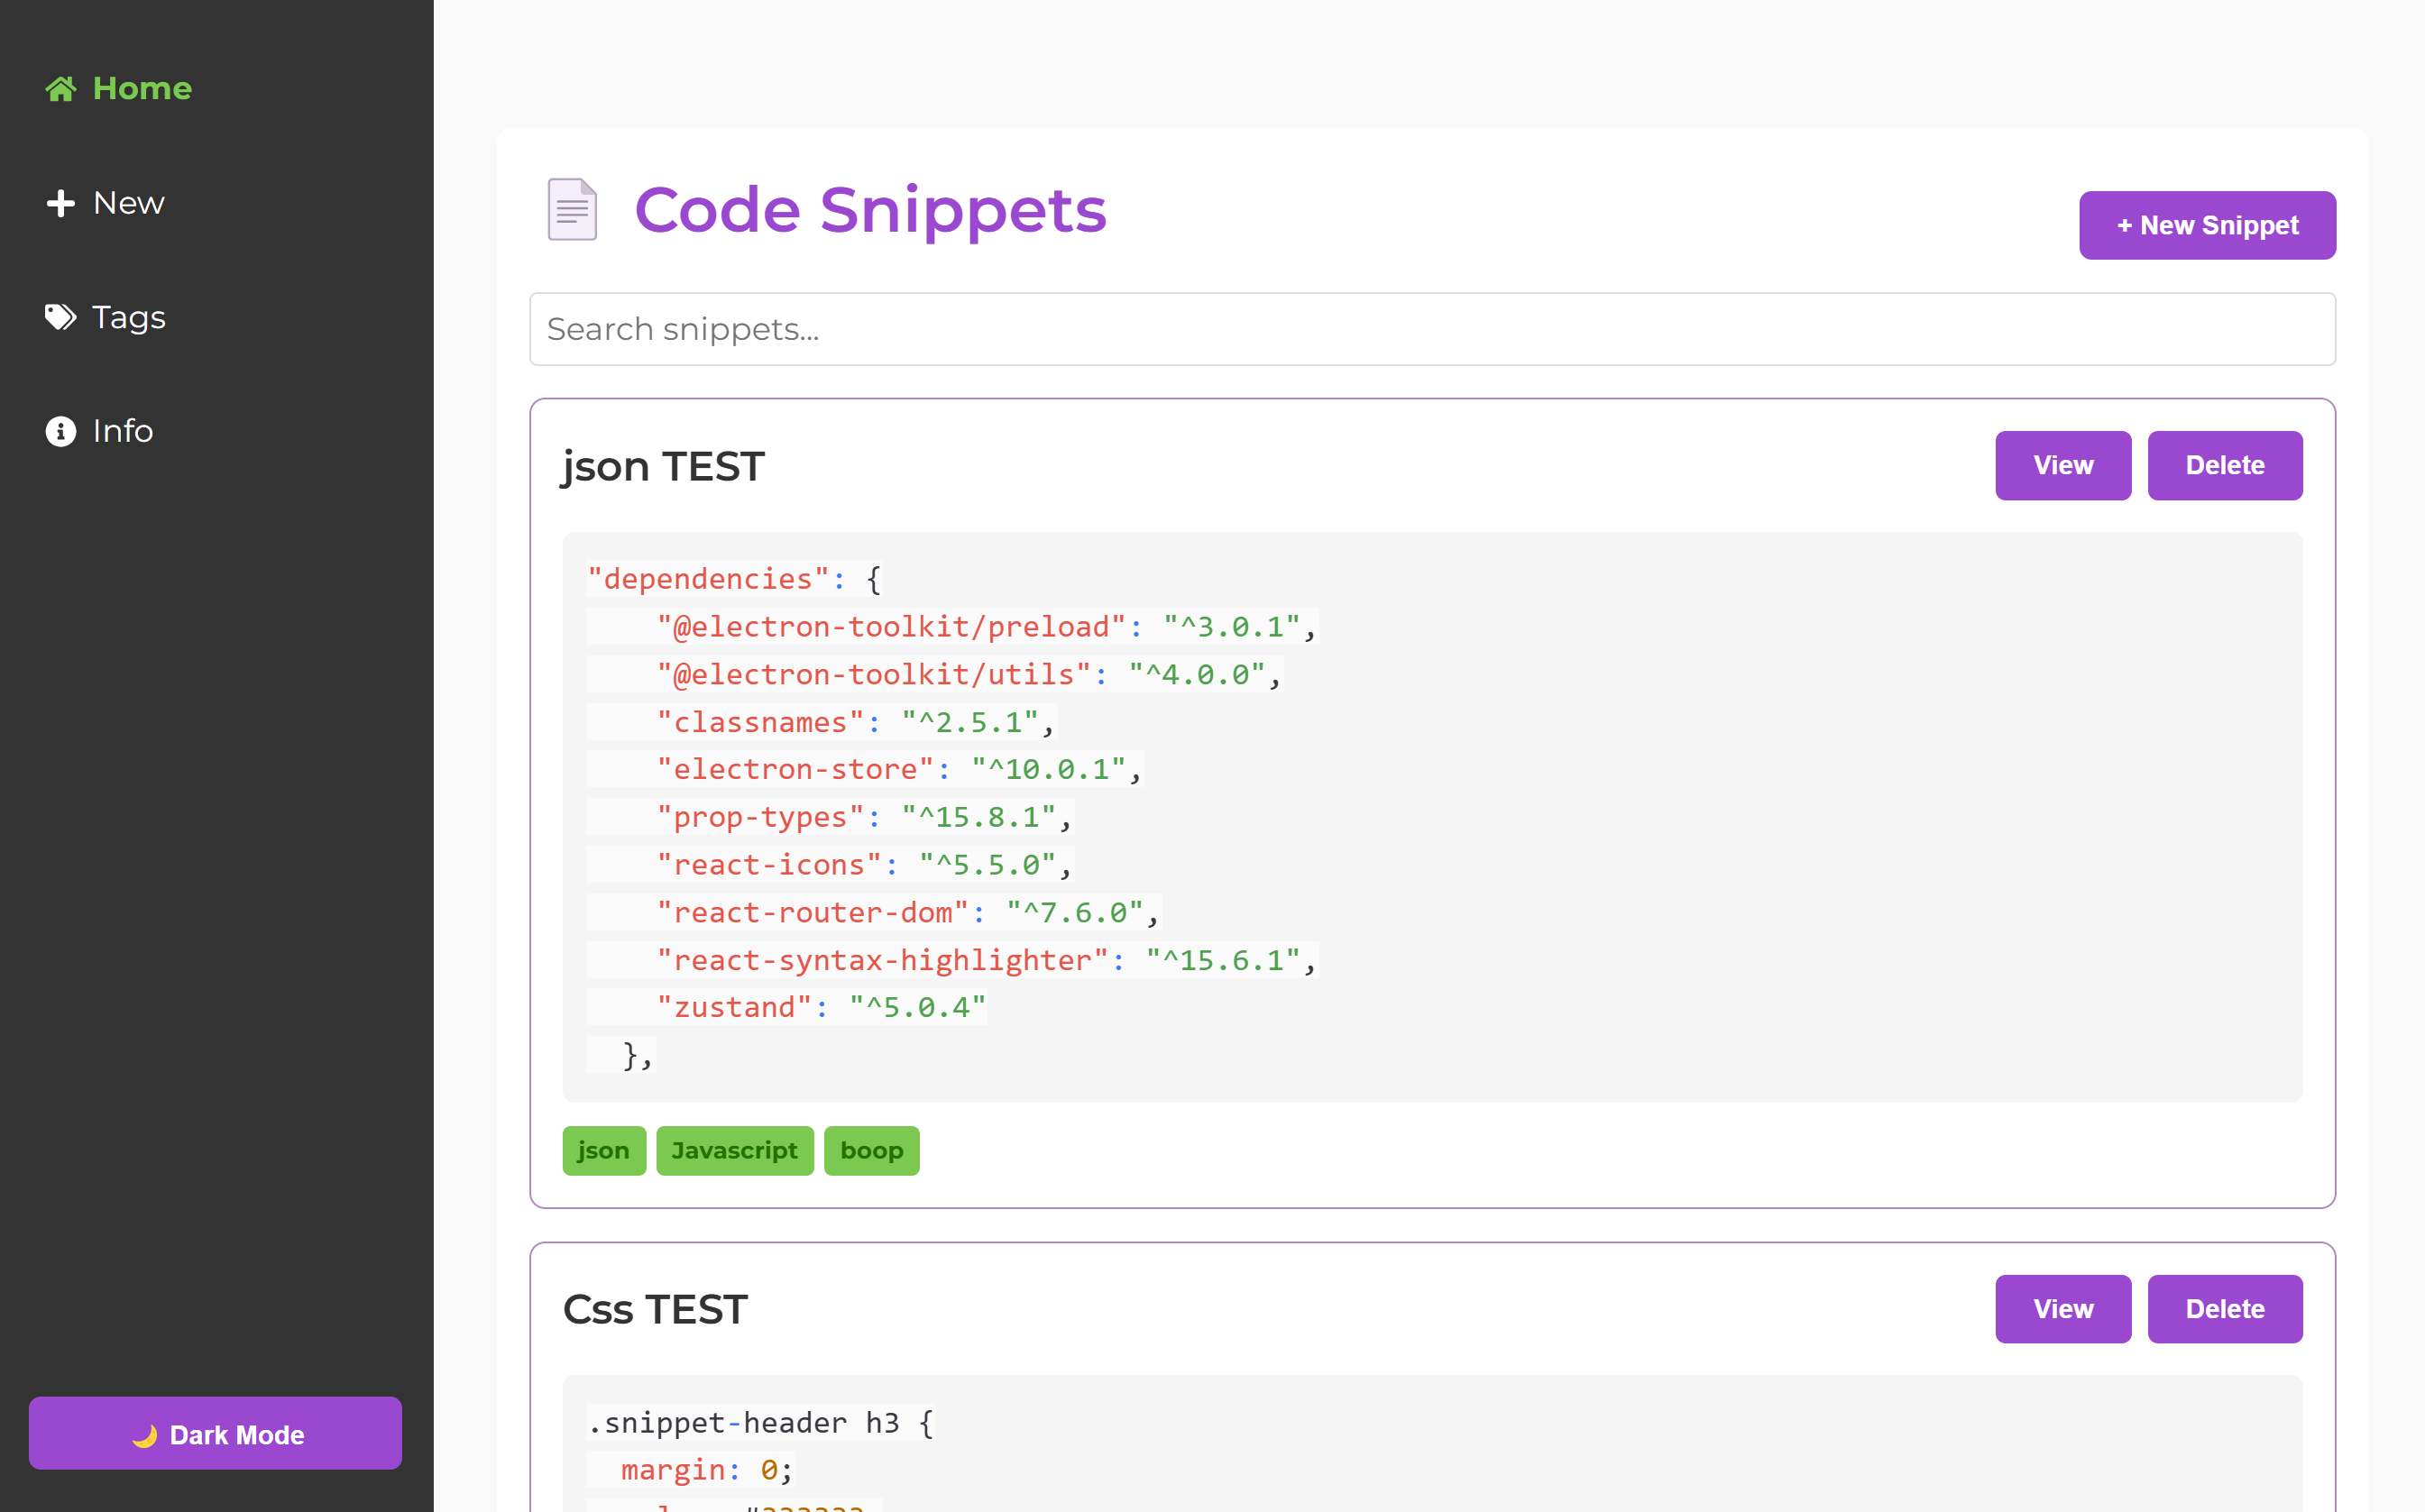 Home
New
Tags
Info
Dark Mode
Code Snippets
+ New Snippet
Search snippets...
json TEST
View
Delete
"dependencies": {
    "@electron-toolkit/preload": "^3.0.1",
    "@electron-toolkit/utils": "^4.0.0",
    "classnames": "^2.5.1",
    "electron-store": "^10.0.1",
    "prop-types": "^15.8.1",
    "react-icons": "^5.5.0",
    "react-router-dom": "^7.6.0",
    "react-syntax-highlighter": "^15.6.1",
    "zustand": "^5.0.4"
  },
json
Javascript
boop
Css TEST
View
Delete
.snippet-header h3 {
  margin: 0;